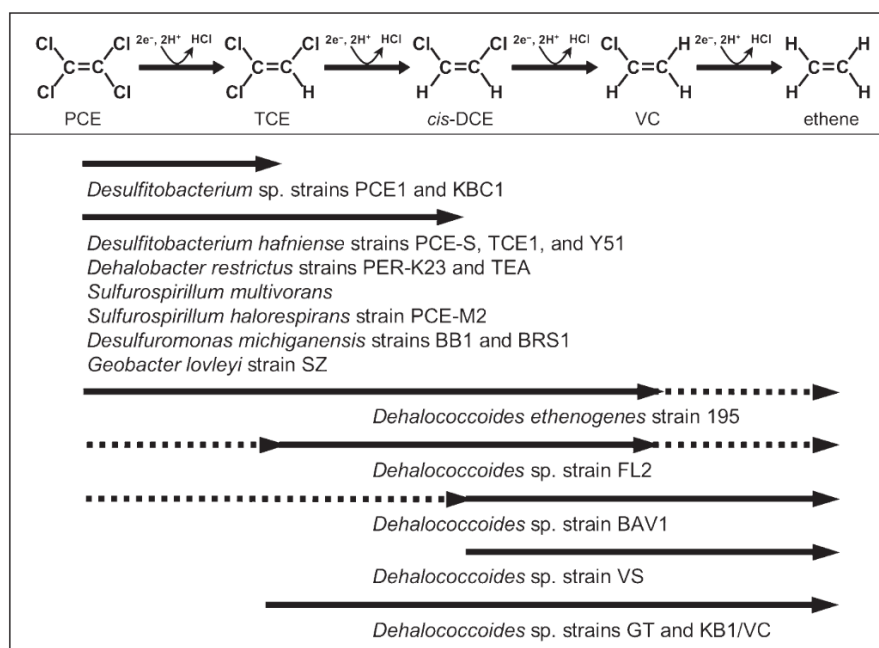 Cl Cl 2e⁻, 2H⁺ HCl Cl Cl 2e⁻, 2H⁺ HCl Cl Cl 2e⁻, 2H⁺ HCl Cl H 2e⁻, 2H⁺ HCl H H
C=C C=C C=C C=C C=C
Cl Cl Cl H H H H H H H
PCE TCE cis-DCE VC ethene
Desulfitobacterium sp. strains PCE1 and KBC1
Desulfitobacterium hafniense strains PCE-S, TCE1, and Y51
Dehalobacter restrictus strains PER-K23 and TEA
Sulfurospirillum multivorans
Sulfurospirillum halorespirans strain PCE-M2
Desulfuromonas michiganensis strains BB1 and BRS1
Geobacter lovleyi strain SZ
Dehalococcoides ethenogenes strain 195
Dehalococcoides sp. strain FL2
Dehalococcoides sp. strain BAV1
Dehalococcoides sp. strain VS
Dehalococcoides sp. strains GT and KB1/VC